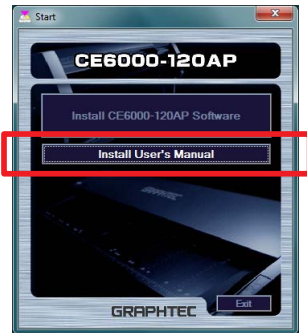 Start
CE6000-120AP
Install CE6000-120AP Software
Install User's Manual
GRAPHTEC
Exit
GRAPHTEC